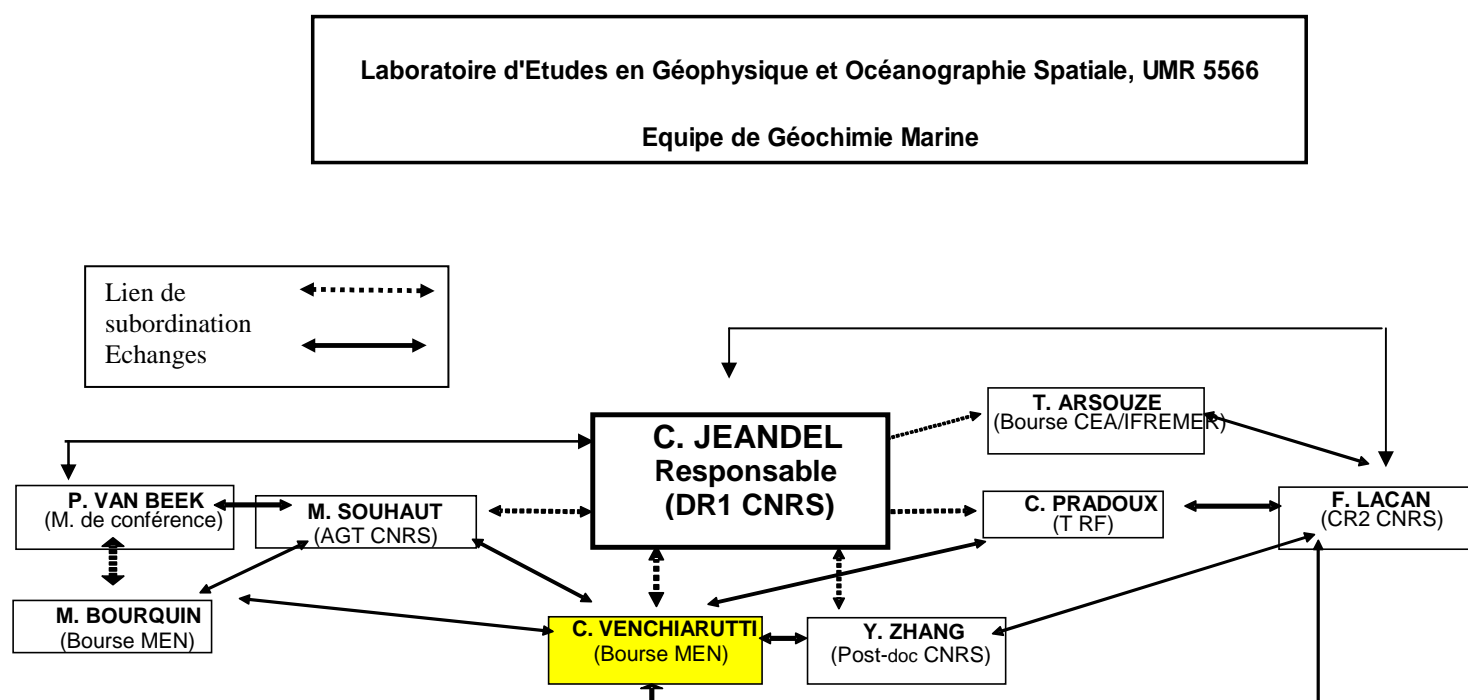 Laboratoire d'Etudes en Géophysique et Océanographie Spatiale, UMR 5566
Equipe de Géochimie Marine
Lien de
subordination
Echanges
C. JEANDEL
Responsable
(DR1 CNRS)
T. ARSOUZE
(Bourse CEA/IFREMER)
P. VAN BEEK
(M. de conférence)
M. SOUHAUT
(AGT CNRS)
C. PRADOUX
(T RF)
F. LACAN
(CR2 CNRS)
M. BOURQUIN
(Bourse MEN)
C. VENCHIARUTTI
(Bourse MEN)
Y. ZHANG
(Post-doc CNRS)